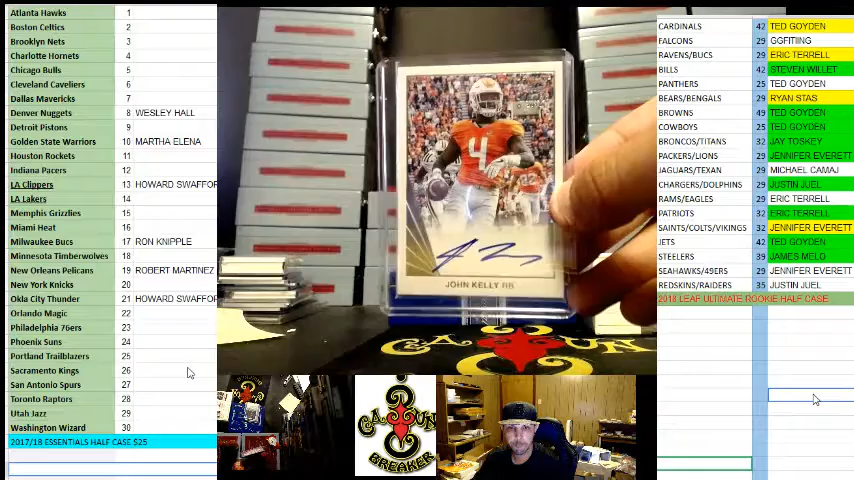 Atlanta Hawks 1
Boston Celtics 2
Brooklyn Nets 3
Charlotte Hornets 4
Chicago Bulls 5
Cleveland Cavaliers 6
Dallas Mavericks 7
Denver Nuggets 8 WESLEY HALL
Detroit Pistons 9
Golden State Warriors 10 MARTHA ELENA
Houston Rockets 11
Indiana Pacers 12
LA Clippers 13 HOWARD SWAFFOR
LA Lakers 14
Memphis Grizzlies 15
Miami Heat 16
Milwaukee Bucs 17 RON KNIPPLE
Minnesota Timberwolves 18
New Orleans Pelicans 19 ROBERT MARTINEZ
New York Knicks 20
Okla City Thunder 21 HOWARD SWAFFOR
Orlando Magic 22
Philadelphia 76ers 23
Phoenix Suns 24
Portland Trailblazers 25
Sacramento Kings 26
San Antonio Spurs 27
Toronto Raptors 28
Utah Jazz 29
Washington Wizard 30
2017/18 ESSENTIALS HALF CASE $25
4
JOHN KELLY RB
CAJUN
CAJUN
BREAKER
CARDINALS 42 TED GOYDEN
FALCONS 29 GGFITIING
RAVENS/BUCS 29 ERIC TERRELL
BILLS 42 STEVEN WILLET
PANTHERS 25 TED GOYDEN
BEARS/BENGALS 29 RYAN STAS
BROWNS 49 TED GOYDEN
COWBOYS 25 TED GOYDEN
BRONCOS/TITANS 32 JAY TOSKEY
PACKERS/LIONS 29 JENNIFER EVERETT
JAGUARS/TEXAN 29 MICHAEL CAMAJ
CHARGERS/DOLPHINS 29 JUSTIN JUEL
RAMS/EAGLES 29 ERIC TERRELL
PATRIOTS 32 ERIC TERRELL
SAINTS/COLTS/VIKINGS 32 JENNIFER EVERETT
JETS 42 TED GOYDEN
STEELERS 39 JAMES MELO
SEAHAWKS/49ERS 29 JENNIFER EVERETT
REDSKINS/RAIDERS 35 JUSTIN JUEL
2018 LEAF ULTIMATE ROOKIE HALF CASE